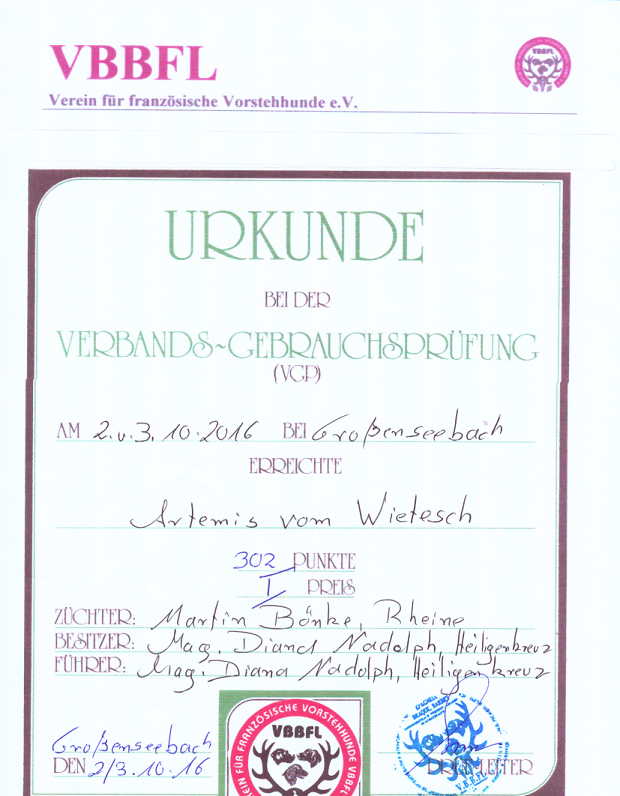 VBBFL
Verein für französische Vorstehhunde e.V.
VBBFL
URKUNDE
BEI DER
VERBANDS~GEBRAUCHSPRÜFUNG
(VGP)
AM 2. u. 3. 10. 2016 BEI Großenseebach
ERREICHTE
Artemis vom Wietesch
302 PUNKTE
I PREIS
ZÜCHTER: Martin Bönke, Rheine
BESITZER: Mag. Diana Nadolph, Heiligenkreuz
FÜHRER: Mag. Diana Nadolph, Heiligenkreuz
VEREIN FÜR FRANZÖSISCHE VORSTEHHUNDE VBBFL
VBBFL
Großenseebach
DEN 2/3. 10. 16